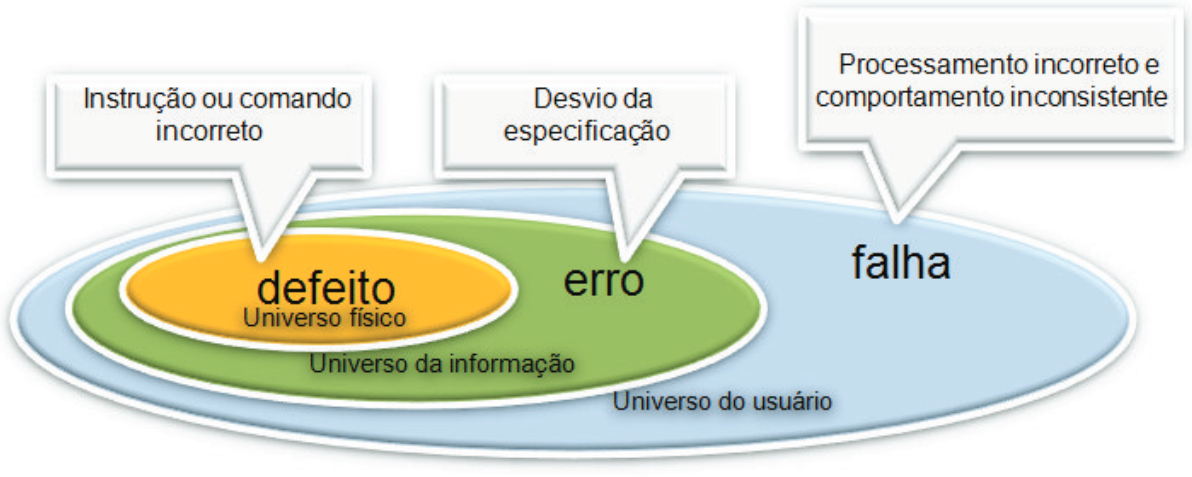 Instrução ou comando
incorreto
Desvio da
especificação
Processamento incorreto e
comportamento inconsistente
defeito
Universo físico
erro
Universo da informação
falha
Universo do usuário